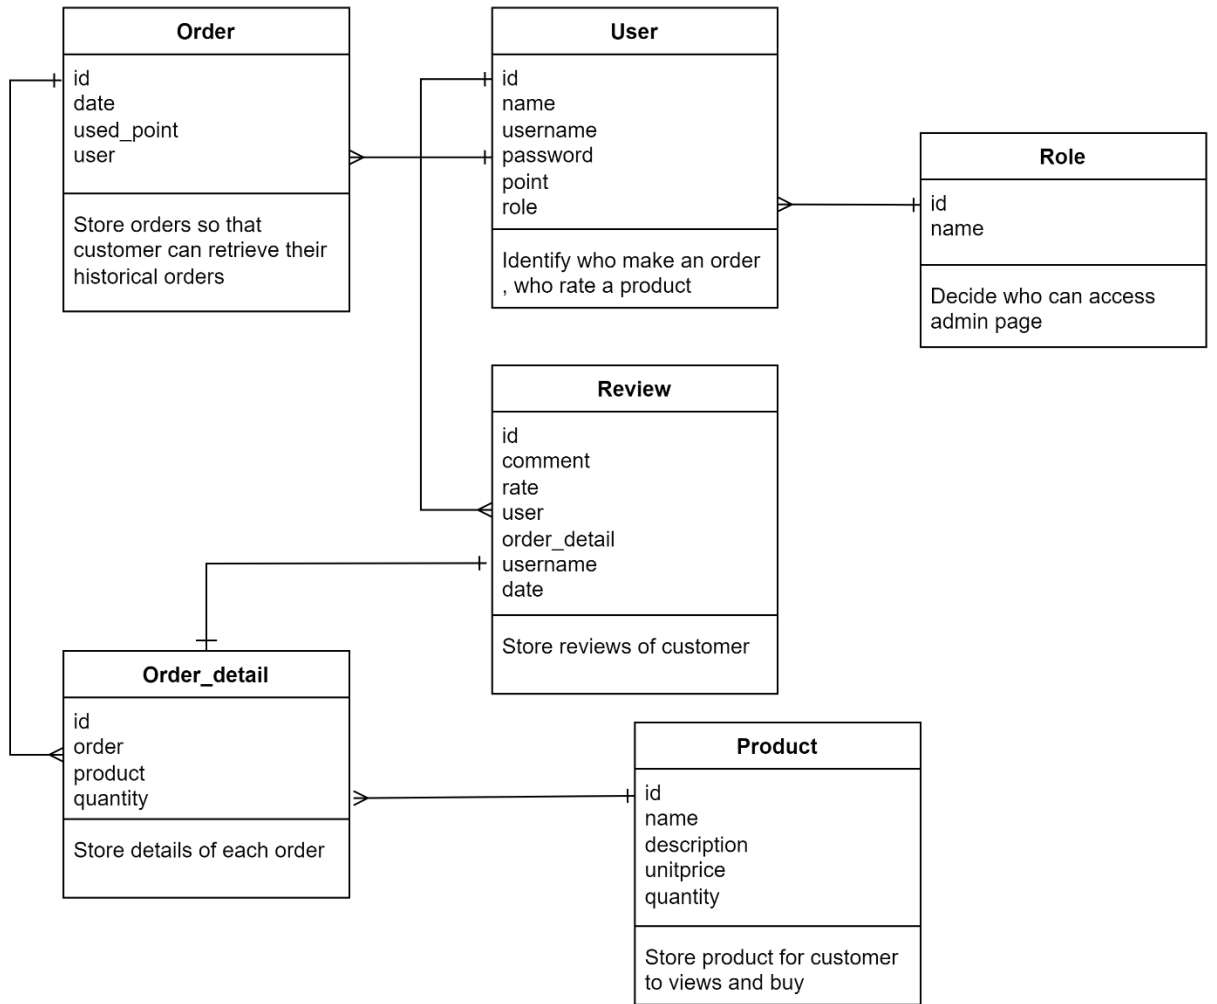 Order
id
date
used_point
user
Store orders so that
customer can retrieve their
historical orders
User
id
name
username
password
point
role
Identify who make an order
, who rate a product
Role
id
name
Decide who can access
admin page
Review
id
comment
rate
user
order_detail
username
date
Store reviews of customer
Order_detail
id
order
product
quantity
Store details of each order
Product
id
name
description
unitprice
quantity
Store product for customer
to views and buy